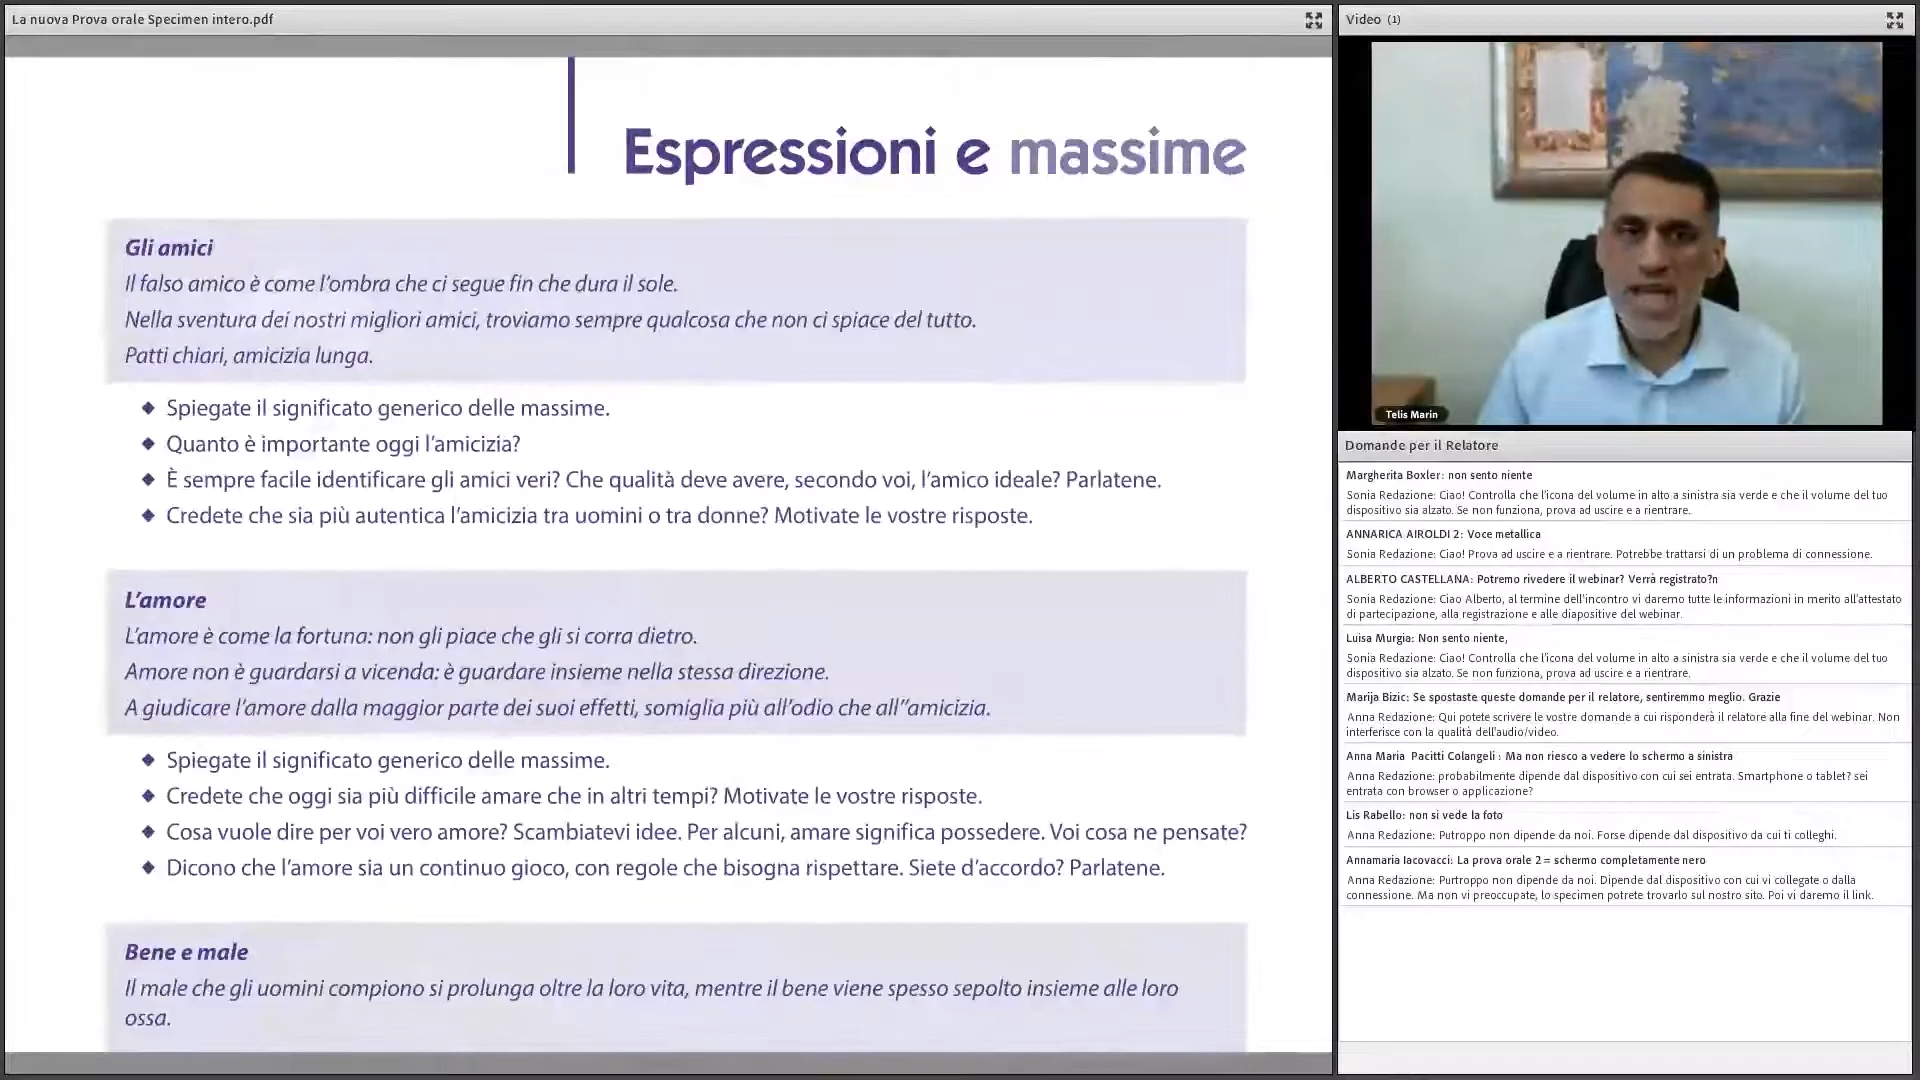 La nuova Prova orale Specimen intero.pdf
Espressioni e massime
Gli amici
Il falso amico è come l'ombra che ci segue fin che dura il sole.
Nella sventura dei nostri migliori amici, troviamo sempre qualcosa che non ci spiace del tutto.
Patti chiari, amicizia lunga.
❖ Spiegate il significato generico delle massime.
❖ Quanto è importante oggi l'amicizia?
❖ È sempre facile identificare gli amici veri? Che qualità deve avere, secondo voi, l'amico ideale? Parlatene.
❖ Credete che sia più autentica l'amicizia tra uomini o tra donne? Motivate le vostre risposte.
L'amore
L'amore è come la fortuna: non gli piace che gli si corra dietro.
Amore non è guardarsi a vicenda: è guardare insieme nella stessa direzione.
A giudicare l'amore dalla maggior parte dei suoi effetti, somiglia più all'odio che all''amicizia.
❖ Spiegate il significato generico delle massime.
❖ Credete che oggi sia più difficile amare che in altri tempi? Motivate le vostre risposte.
❖ Cosa vuole dire per voi vero amore? Scambiatevi idee. Per alcuni, amare significa possedere. Voi cosa ne pensate?
❖ Dicono che l'amore sia un continuo gioco, con regole che bisogna rispettare. Siete d'accordo? Parlatene.
Bene e male
Il male che gli uomini compiono si prolunga oltre la loro vita, mentre il bene viene spesso sepolto insieme alle loro
ossa.
Video (1)
Telis Marin
Domande per il Relatore
Margherita Boxler: non sento niente
Sonia Redazione: Ciao! Controlla che l'icona del volume in alto a sinistra sia verde e che il volume del tuo
dispositivo sia alzato. Se non funziona, prova ad uscire e a rientrare.
ANNARICA AIROLDI 2: Voce metallica
Sonia Redazione: Ciao! Prova ad uscire e a rientrare. Potrebbe trattarsi di un problema di connessione.
ALBERTO CASTELLANA: Potremo rivedere il webinar? Verrà registrato?n
Sonia Redazione: Ciao Alberto, al termine dell'incontro vi daremo tutte le informazioni in merito all'attestato
di partecipazione, alla registrazione e alle diapositive del webinar.
Luisa Murgia: Non sento niente,
Sonia Redazione: Ciao! Controlla che l'icona del volume in alto a sinistra sia verde e che il volume del tuo
dispositivo sia alzato. Se non funziona, prova ad uscire e a rientrare.
Marija Bizic: Se spostaste queste domande per il relatore, sentiremmo meglio. Grazie
Anna Redazione: Qui potete scrivere le vostre domande a cui risponderà il relatore alla fine del webinar. Non
interferisce con la qualità dell'audio/video.
Anna Maria Pacitti Colangeli : Ma non riesco a vedere lo schermo a sinistra
Anna Redazione: probabilmente dipende dal dispositivo con cui sei entrata. Smartphone o tablet? sei
entrata con browser o applicazione?
Lis Rabello: non si vede la foto
Anna Redazione: Putroppo non dipende da noi. Forse dipende dal dispositivo da cui ti colleghi.
Annamaria Iacovacci: La prova orale 2 = schermo completamente nero
Anna Redazione: Purtroppo non dipende da noi. Dipende dal dispositivo con cui vi collegate o dalla
connessione. Ma non vi preoccupate, lo specimen potrete trovarlo sul nostro sito. Poi vi daremo il link.